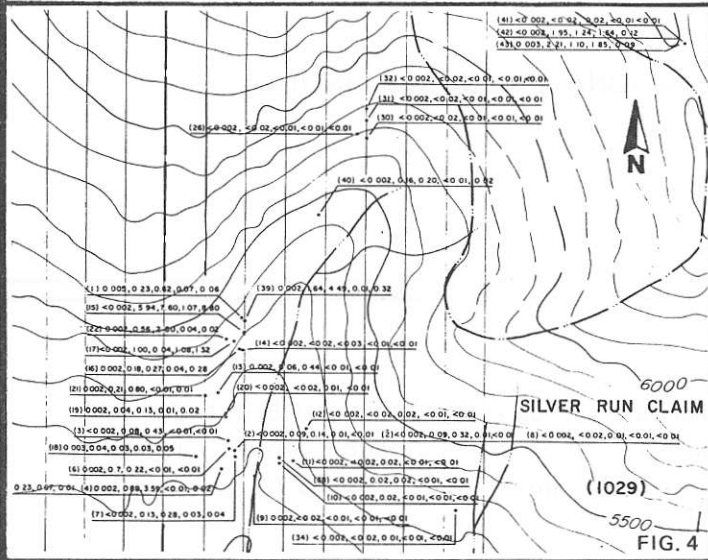 (41) <0.002, <0.02, 0.02, <0.01 <0.01
(42) <0.002, 1.95, 1.24, 1.64, 0.12
(43) 0.003, 2.21, 1.10, 1.85, 0.09
(32) <0.002, <0.02, <0.01, <0.01, <0.01
(31) <0.002, <0.02, <0.01, <0.01, <0.01
(26) <0.002, <0.02, <0.01, <0.01, <0.01
(30) <0.002, <0.02, <0.01, <0.01, <0.01
N
(40) <0.002, 0.16, 0.20, <0.01, 0.02
(1) 0.005, 0.23, 0.62, 0.07, 0.06
(39) 0.002, 1.64, 4.49, 0.01, 0.32
(15) <0.002, 5.94, 7.60, 1.07, 8.80
(22) 0.002, 0.56, 0.04, 0.02
(17) <0.002, 1.00, 0.04, 1.08, 1.32
(14) <0.002, <0.02, <0.03, <0.01, <0.01
(16) 0.002, 0.18, 0.27, 0.04, 0.28
(13) 0.002, 0.06, 0.44, <0.01, <0.01
(21) 0.002, 0.21, 0.80, <0.01, 0.01
(20) <0.002, <0.02, 0.01, <0.01
(19) 0.002, 0.04, 0.13, 0.01, 0.02
6000
SILVER RUN CLAIM
(12) <0.002, <0.02, 0.02, <0.01, <0.01
(3) <0.002, 0.08, 0.43, <0.01, <0.01
(2) <0.002, 0.09, 0.14, 0.01, <0.01
(2) <0.002, 0.09, 0.32, 0.01, <0.01
(8) <0.002, <0.02, 0.01, <0.01, <0.01
(18) 0.003, 0.04, 0.03, 0.03, 0.05
(11) <0.002, <0.02, 0.02, <0.01, <0.01
(6) 0.002, 0.7, 0.22, <0.01, <0.01
<0.002, <0.02, 0.02, <0.01, <0.01
(1029)
0.23, 0.07, 0.01
(4) 0.002, 0.89, 3.59, <0.01, 0.02
(10) <0.002, <0.02, <0.01, <0.01, <0.01
(7) <0.002, 0.13, 0.28, 0.03, 0.04
(9) 0.002, <0.02, <0.01, <0.01, <0.01
5500
(34) <0.002, <0.02, 0.01, <0.01, <0.01
FIG. 4